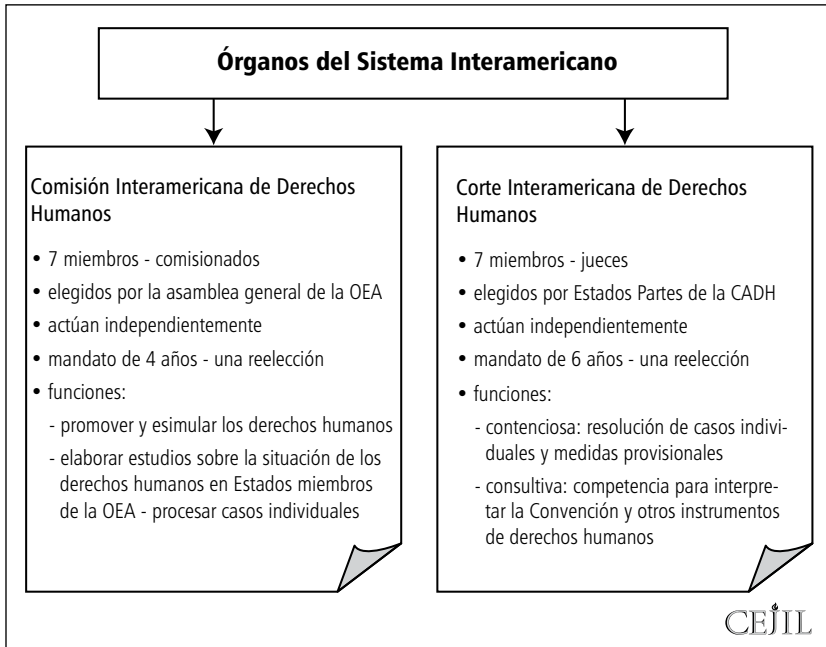 Órganos del Sistema Interamericano
Comisión Interamericana de Derechos
Humanos
• 7 miembros - comisionados
• elegidos por la asamblea general de la OEA
• actúan independientemente
• mandato de 4 años - una reelección
• funciones:
- promover y esimular los derechos humanos
- elaborar estudios sobre la situación de los
derechos humanos en Estados miembros
de la OEA - procesar casos individuales
Corte Interamericana de Derechos
Humanos
• 7 miembros - jueces
• elegidos por Estados Partes de la CADH
• actúan independientemente
• mandato de 6 años - una reelección
• funciones:
- contenciosa: resolución de casos indivi-
duales y medidas provisionales
- consultiva: competencia para interpre-
tar la Convención y otros instrumentos
de derechos humanos
CEJIL